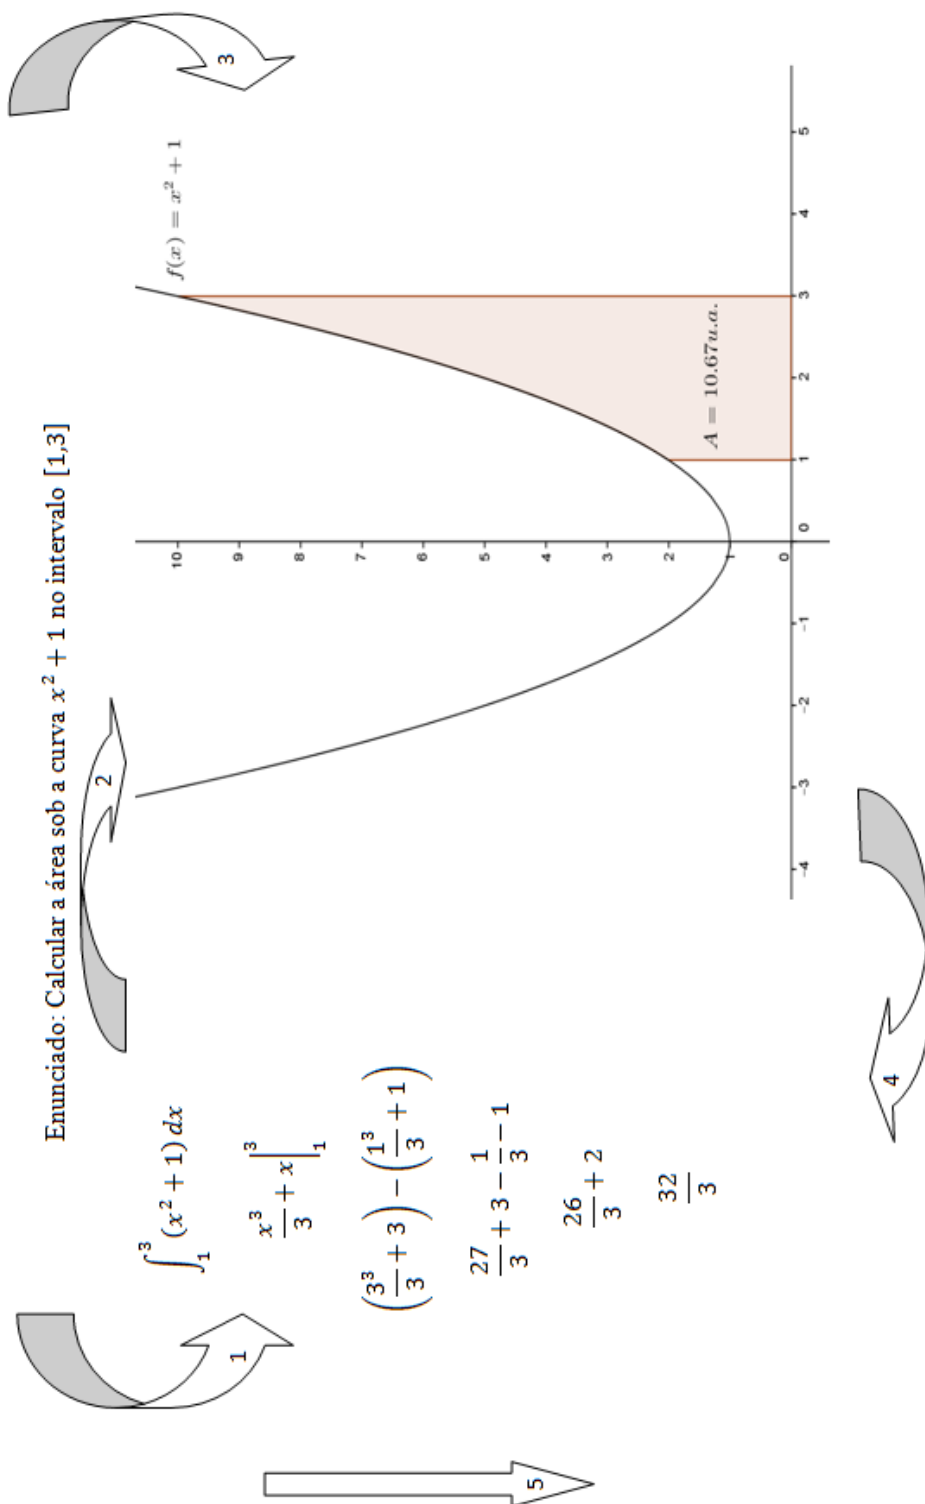 Enunciado: Calcular a área sob a curva x² + 1 no intervalo [1,3]
1
2
3
4
5
∫₁³ (x² + 1) dx
x³/3 + x |₁³
(3³/3 + 3) − (1³/3 + 1)
27/3 + 3 − 1/3 − 1
26/3 + 2
32/3
f(x) = x² + 1
A = 10.67u.a.
10
9
8
7
6
5
4
3
2
1
0
−4 −3 −2 −1 0 1 2 3 4 5